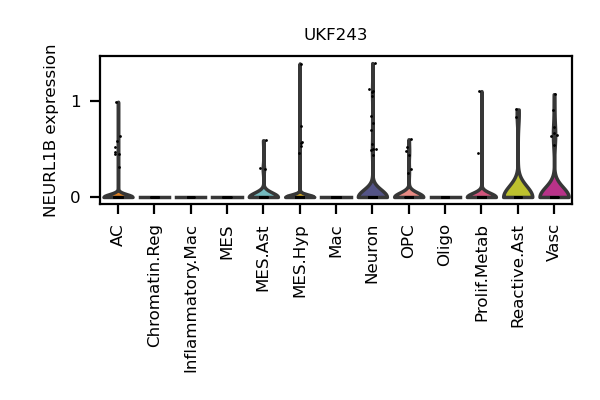 UKF243
NEURL1B expression
1
0
AC
Chromatin.Reg
Inflammatory.Mac
MES
MES.Ast
MES.Hyp
Mac
Neuron
OPC
Oligo
Prolif.Metab
Reactive.Ast
Vasc